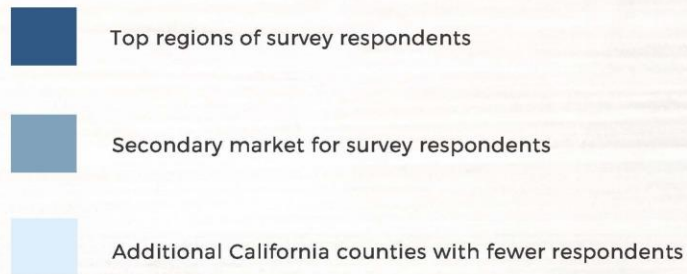 Top regions of survey respondents
Secondary market for survey respondents
Additional California counties with fewer respondents